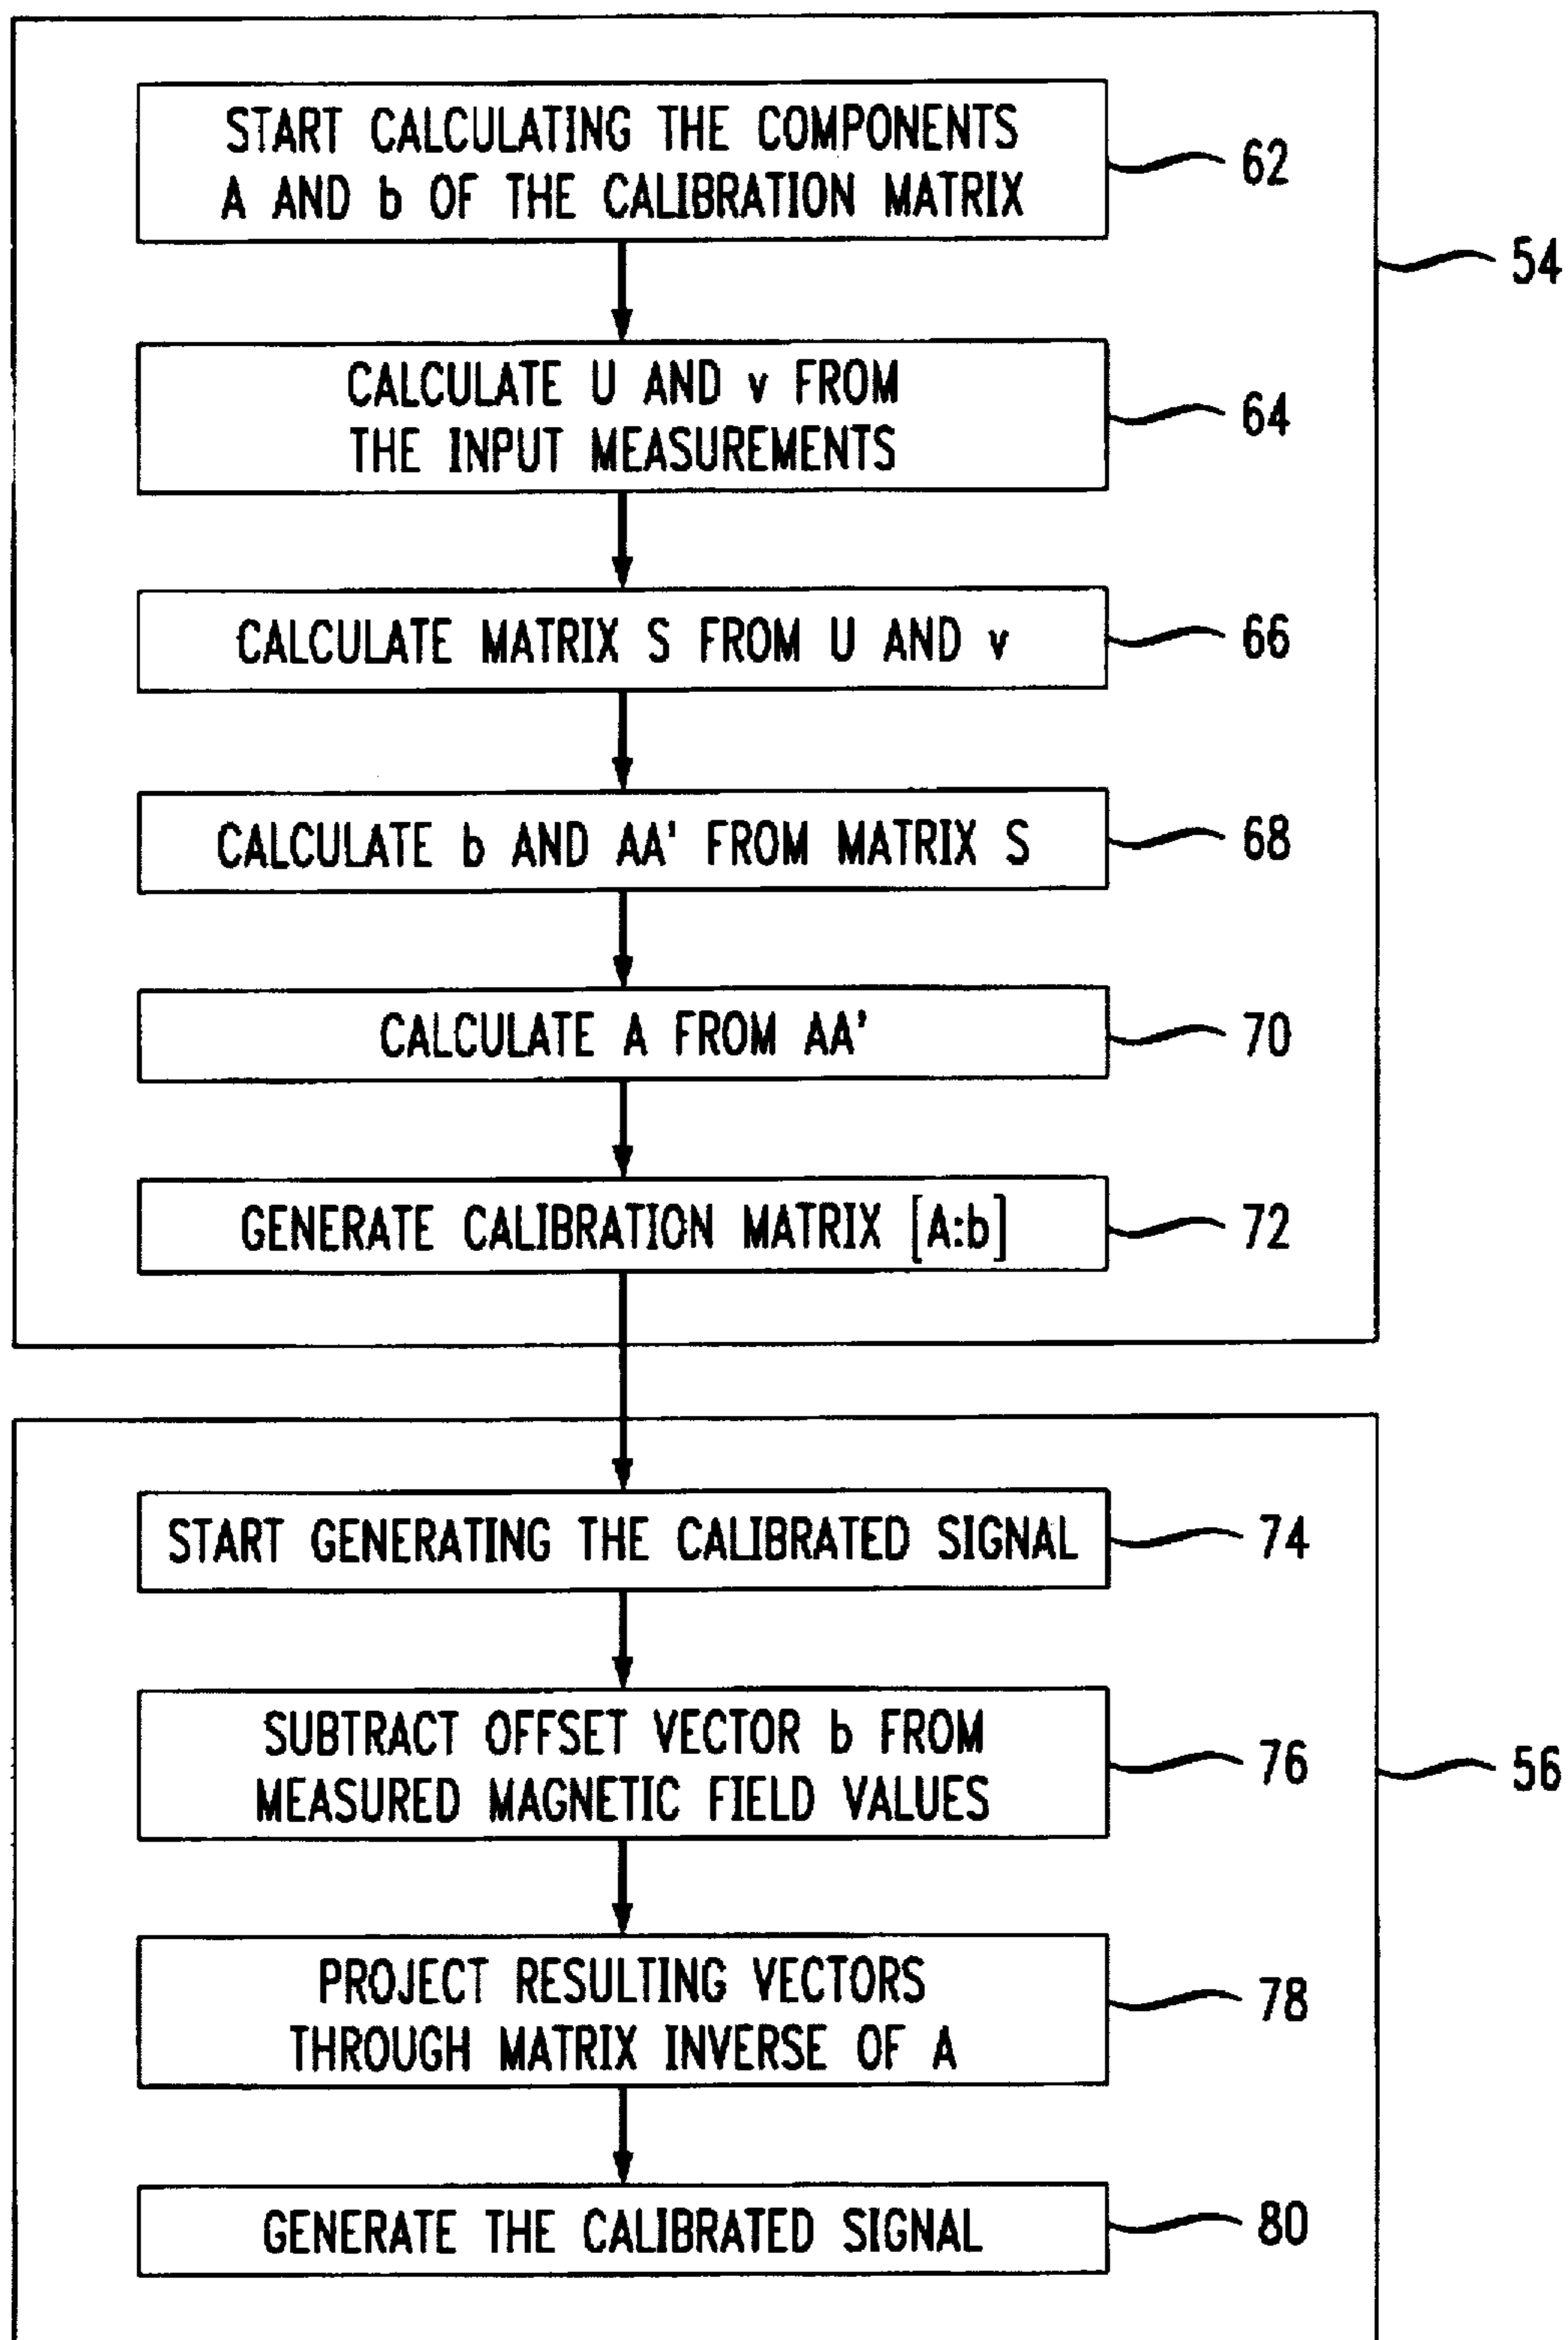 START CALCULATING THE COMPONENTS
A AND b OF THE CALIBRATION MATRIX
62
54
CALCULATE U AND v FROM
THE INPUT MEASUREMENTS
64
CALCULATE MATRIX S FROM U AND v
66
CALCULATE b AND AA' FROM MATRIX S
68
CALCULATE A FROM AA'
70
GENERATE CALIBRATION MATRIX [A:b]
72
START GENERATING THE CALIBRATED SIGNAL
74
SUBTRACT OFFSET VECTOR b FROM
MEASURED MAGNETIC FIELD VALUES
76
56
PROJECT RESULTING VECTORS
THROUGH MATRIX INVERSE OF A
78
GENERATE THE CALIBRATED SIGNAL
80